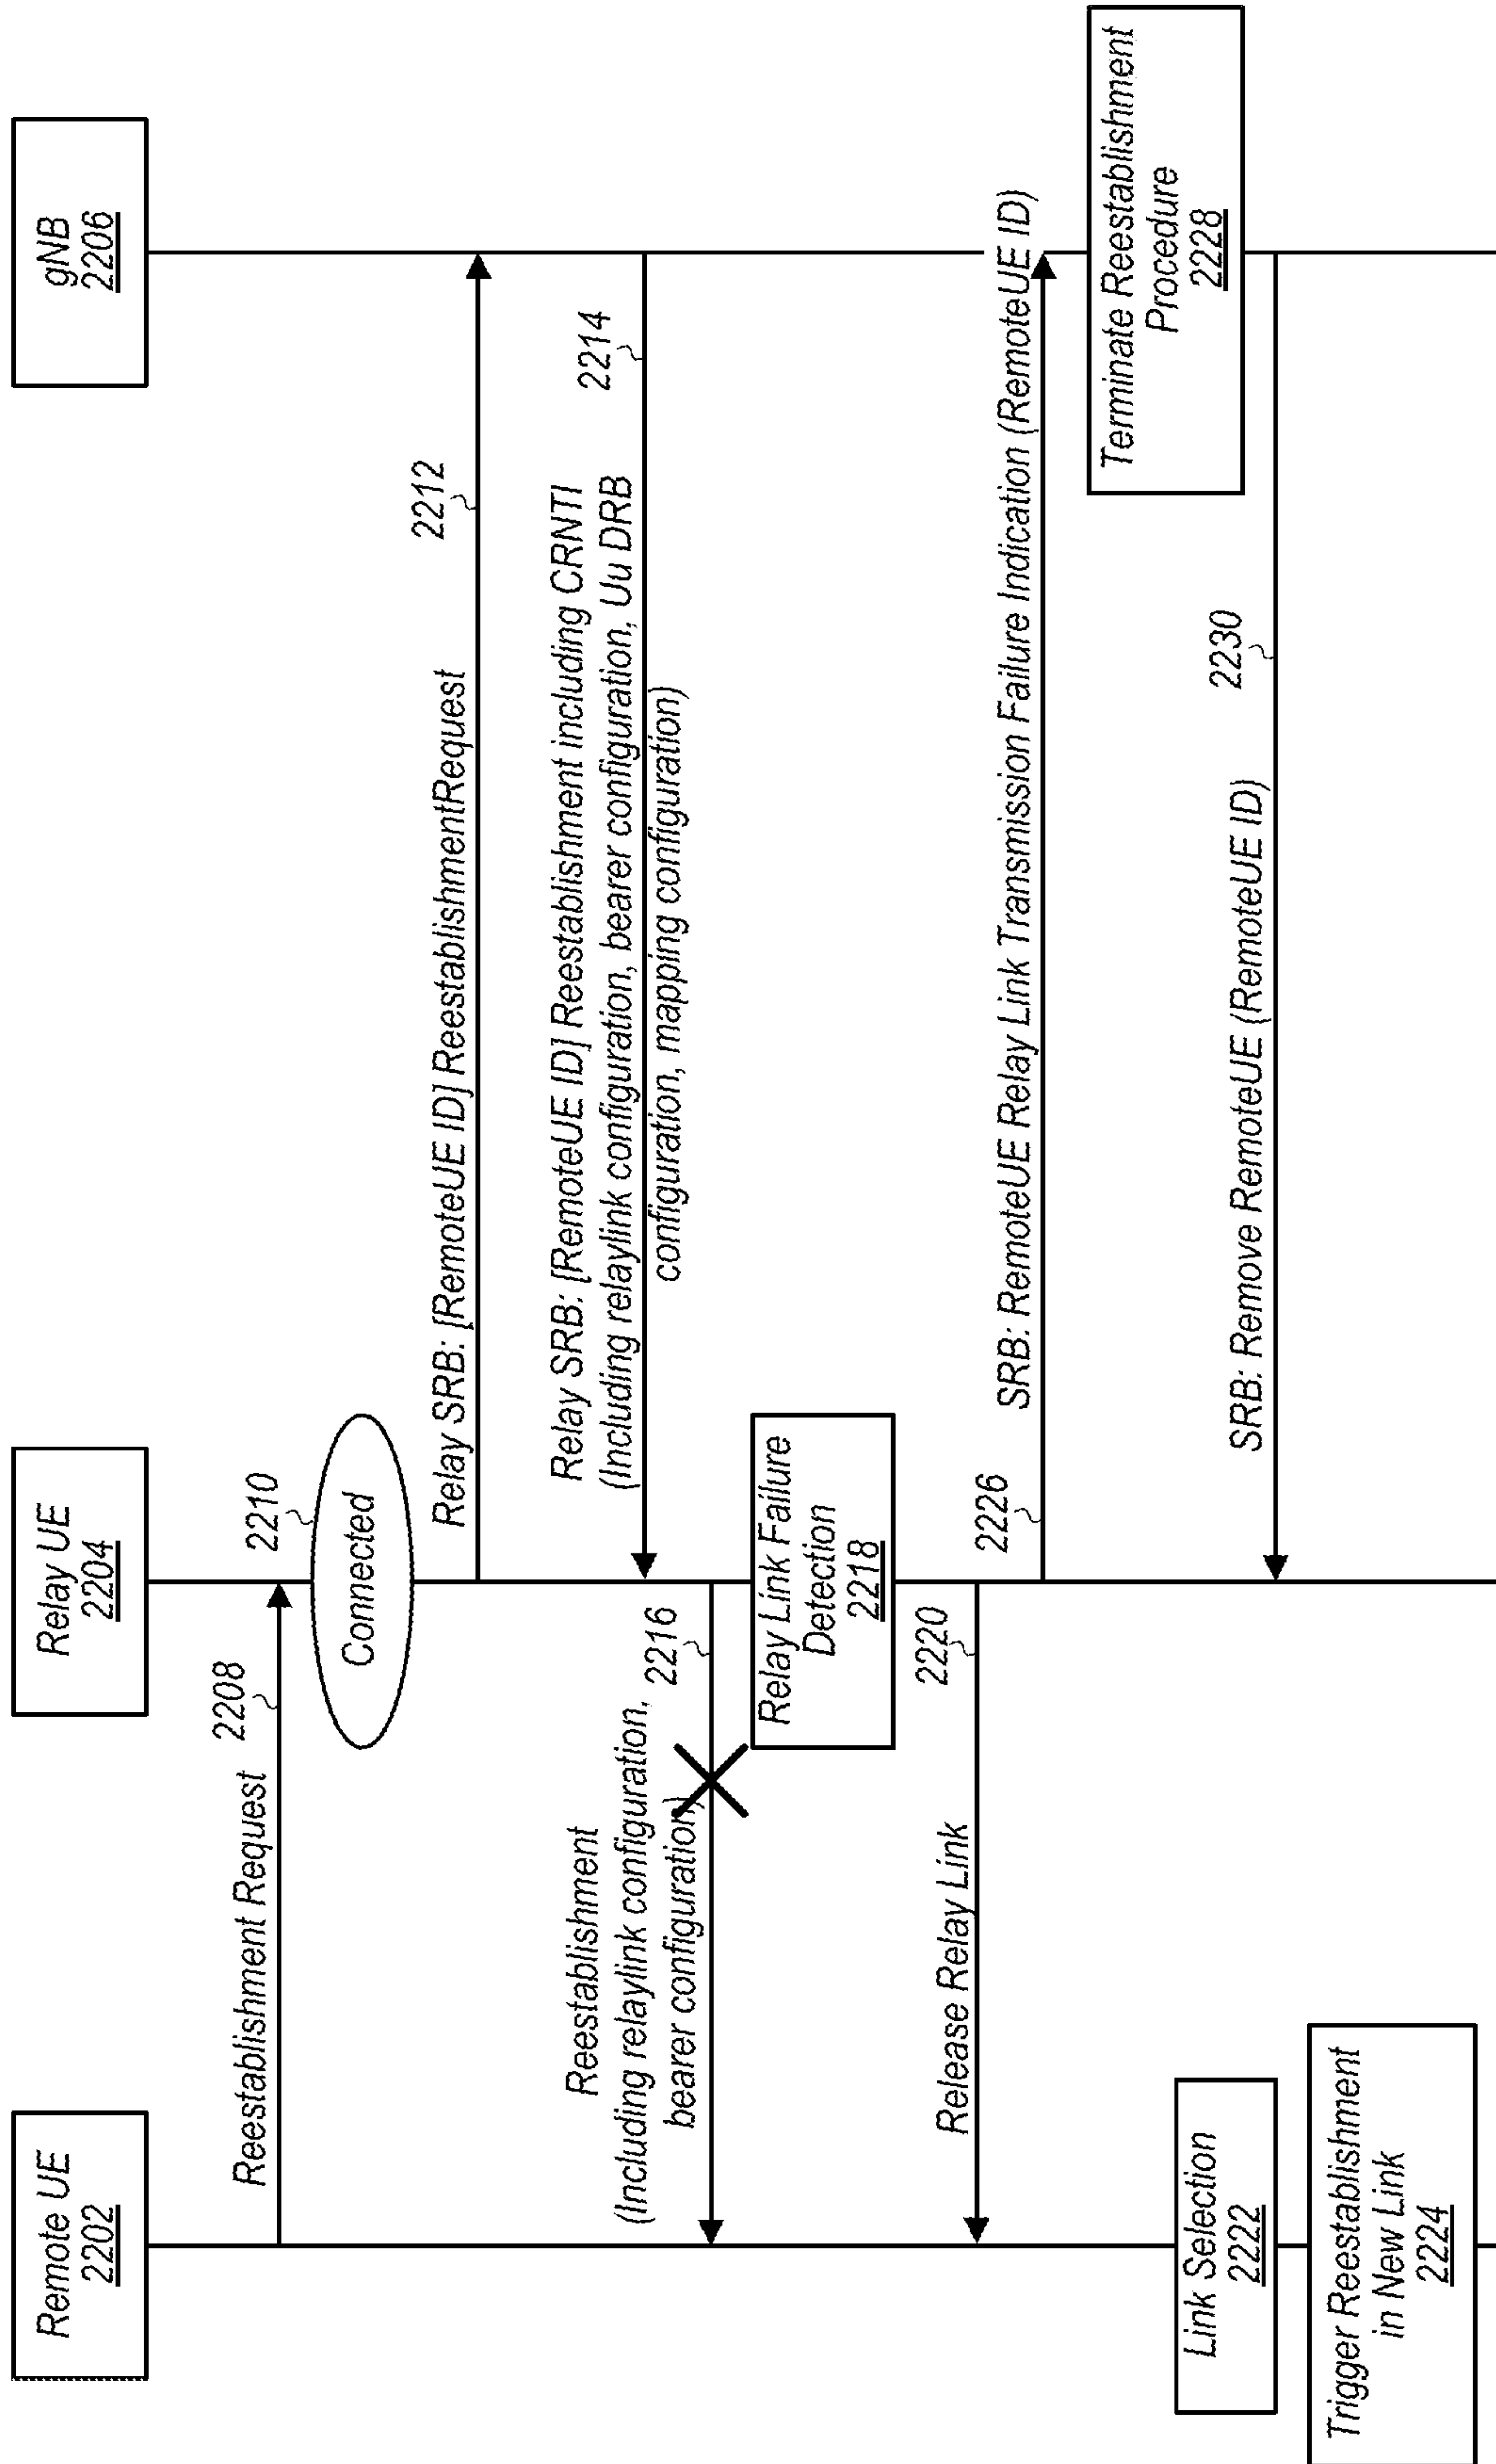 Remote UE
2202
Relay UE
2204
gNB
2206
Reestablishment Request
2208
2210
Connected
2212
Relay SRB: [RemoteUE ID] ReestablishmentRequest
2214
Relay SRB: [RemoteUE ID] Reestablishment including CRNTI
(Including relaylink configuration, bearer configuration, Uu DRB
configuration, mapping configuration)
Reestablishment
(Including relaylink configuration,
bearer configuration)
2216
Relay Link Failure
Detection
2218
Release Relay Link
2220
2226
SRB: RemoteUE Relay Link Transmission Failure Indication (RemoteUE ID)
Link Selection
2222
Terminate Reestablishment
Procedure
2228
SRB: Remove RemoteUE (RemoteUE ID)
2230
Trigger Reestablishment
in New Link
2224